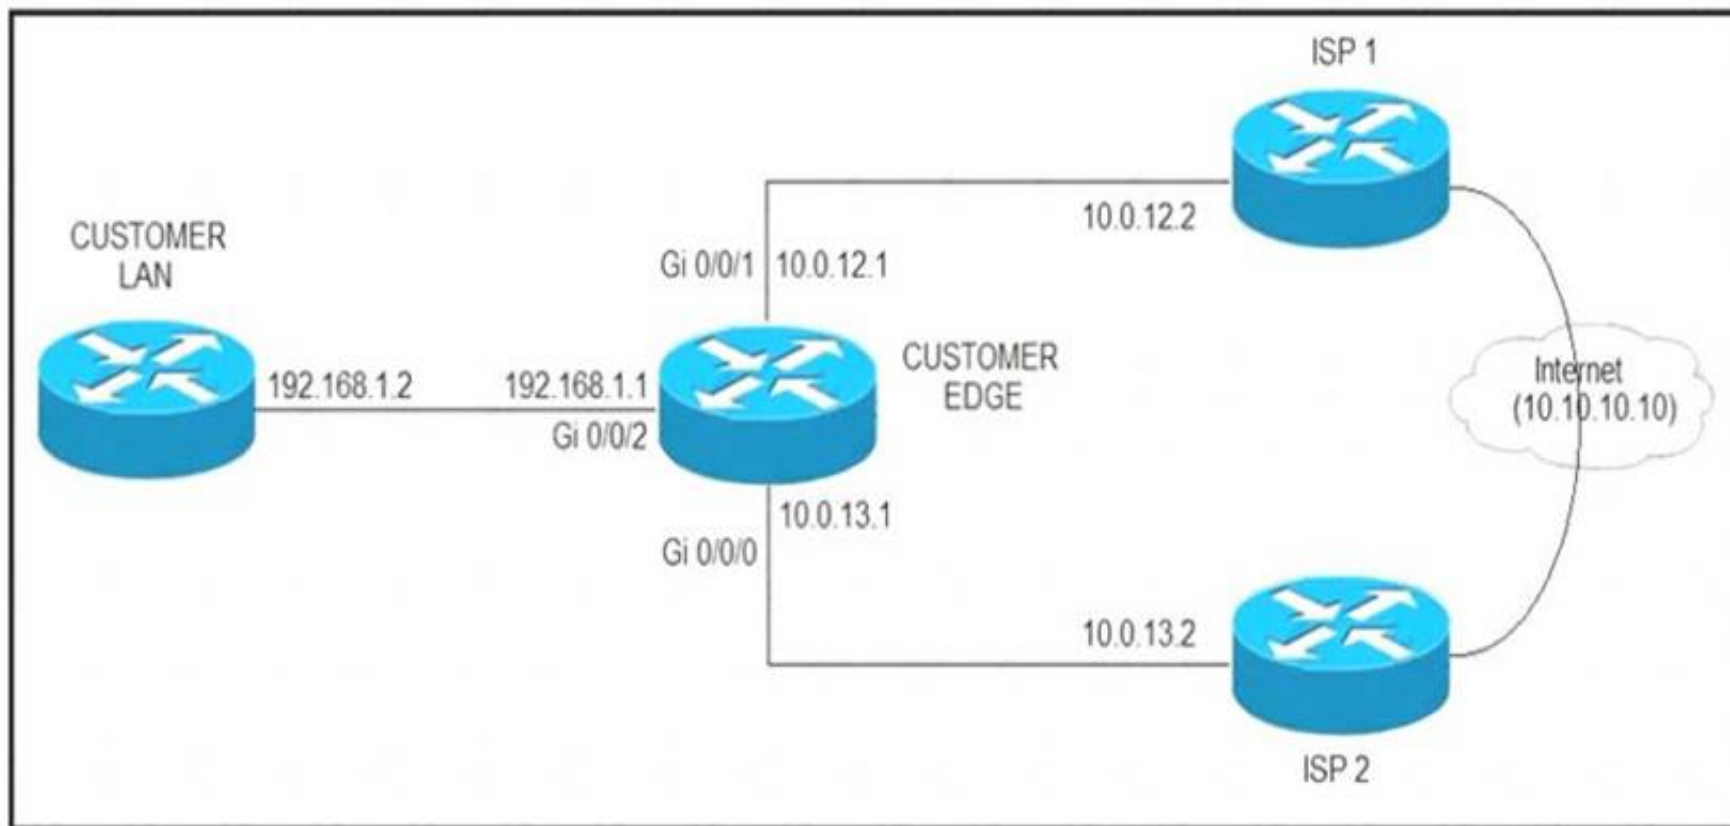 ISP 1
10.0.12.2
CUSTOMER
LAN
Gi 0/0/1 10.0.12.1
192.168.1.2
192.168.1.1
Gi 0/0/2
CUSTOMER
EDGE
Internet
(10.10.10.10)
10.0.13.1
Gi 0/0/0
10.0.13.2
ISP 2